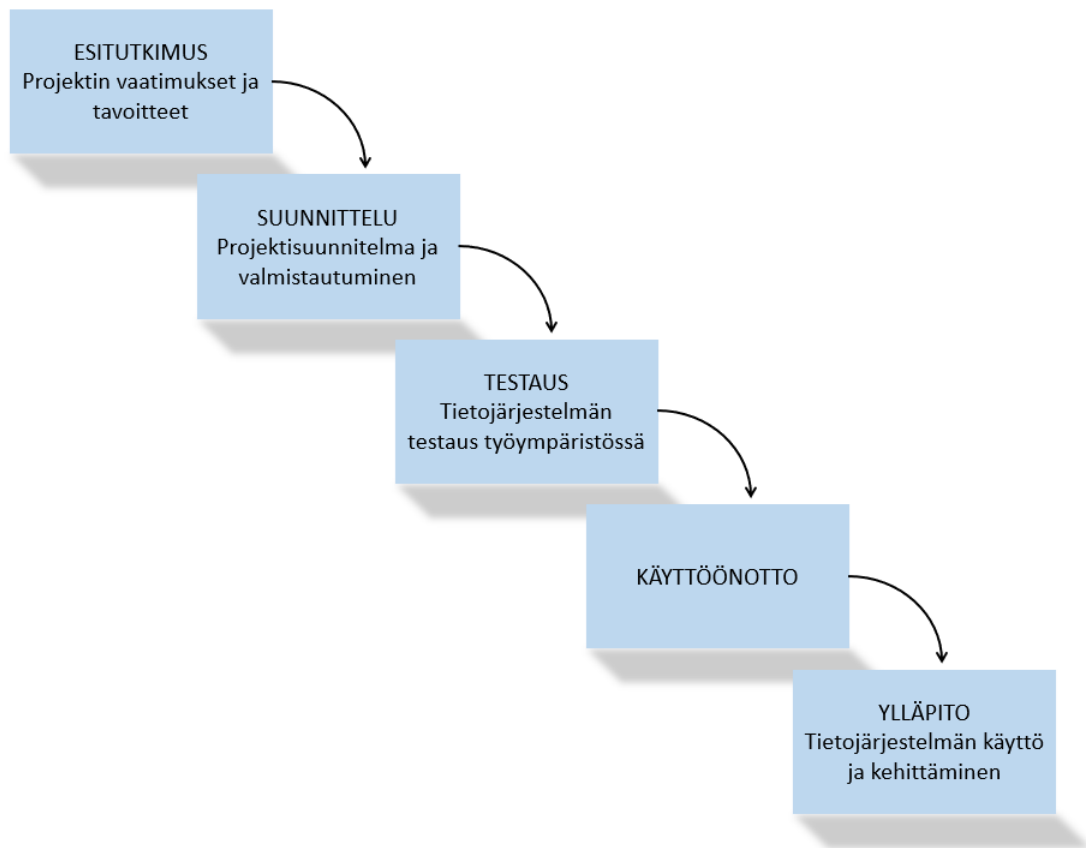 ESITUTKIMUS
Projektin vaatimukset ja
tavoitteet
SUUNNITTELU
Projektisuunnitelma ja
valmistautuminen
TESTAUS
Tietojärjestelmän
testaus työympäristössä
KÄYTTÖÖNOTTO
YLLÄPITO
Tietojärjestelmän käyttö
ja kehittäminen